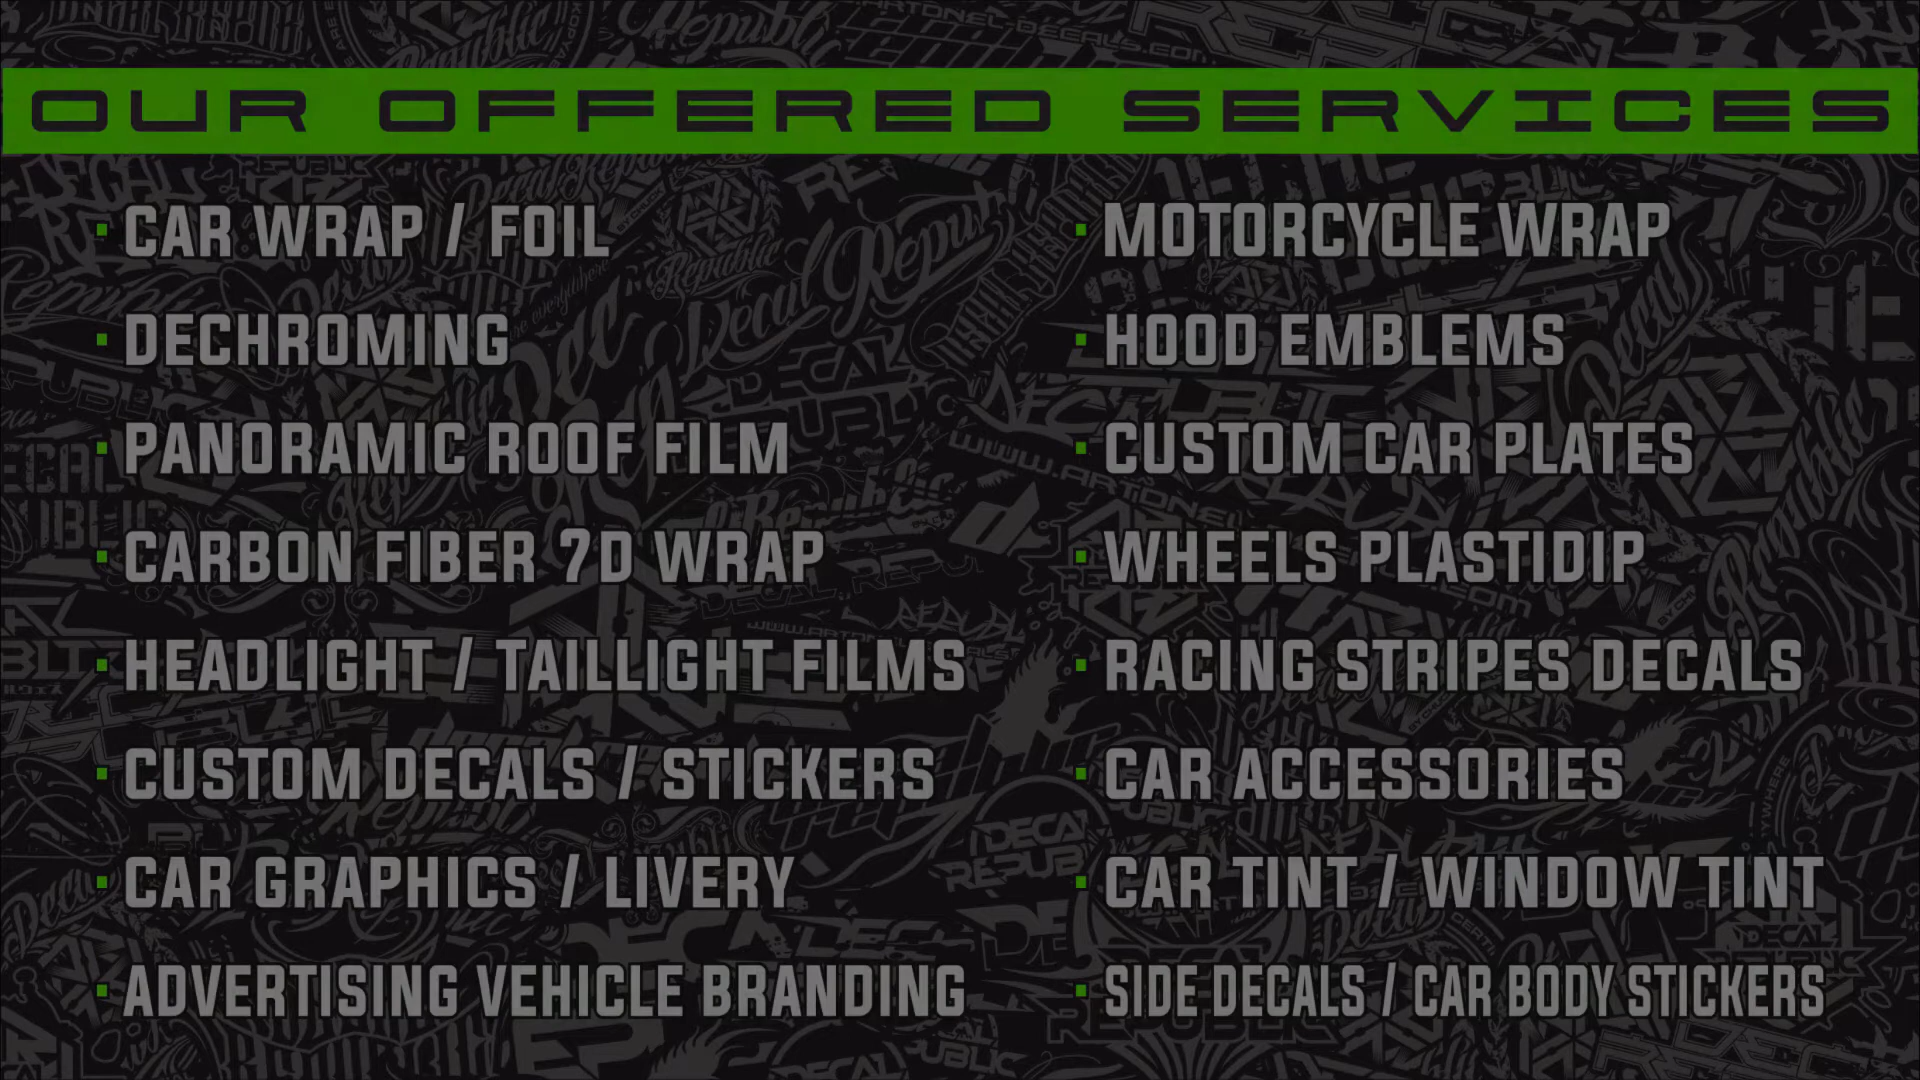 OUR OFFERED SERVICES
CAR WRAP / FOIL
DECHROMING
PANORAMIC ROOF FILM
CARBON FIBER 7D WRAP
HEADLIGHT / TAILLIGHT FILMS
CUSTOM DECALS / STICKERS
CAR GRAPHICS / LIVERY
ADVERTISING VEHICLE BRANDING
MOTORCYCLE WRAP
HOOD EMBLEMS
CUSTOM CAR PLATES
WHEELS PLASTIDIP
RACING STRIPES DECALS
CAR ACCESSORIES
CAR TINT / WINDOW TINT
SIDE DECALS / CAR BODY STICKERS